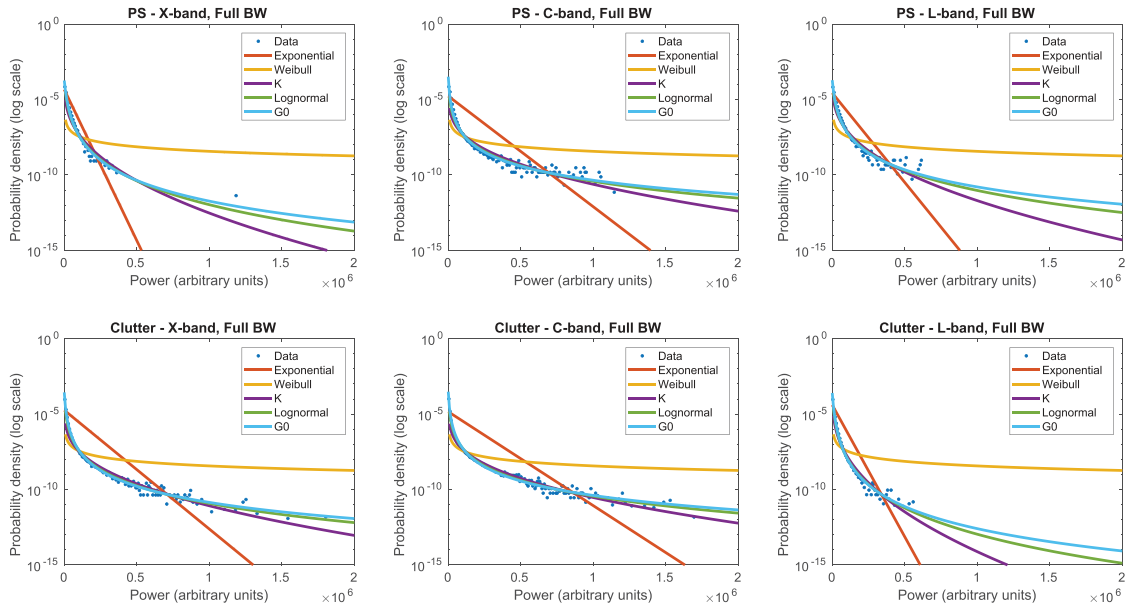 PS - X-band, Full BW
Probability density (log scale)
10^0
10^-5
10^-10
10^-15
Data
Exponential
Weibull
K
Lognormal
G0
0 0.5 1 1.5 2
Power (arbitrary units)
×10^6
PS - C-band, Full BW
Probability density (log scale)
10^0
10^-5
10^-10
10^-15
Data
Exponential
Weibull
K
Lognormal
G0
0 0.5 1 1.5 2
Power (arbitrary units)
×10^6
PS - L-band, Full BW
Probability density (log scale)
10^0
10^-5
10^-10
10^-15
Data
Exponential
Weibull
K
Lognormal
G0
0 0.5 1 1.5 2
Power (arbitrary units)
×10^6
Clutter - X-band, Full BW
Probability density (log scale)
10^0
10^-5
10^-10
10^-15
Data
Exponential
Weibull
K
Lognormal
G0
0 0.5 1 1.5 2
Power (arbitrary units)
×10^6
Clutter - C-band, Full BW
Probability density (log scale)
10^0
10^-5
10^-10
10^-15
Data
Exponential
Weibull
K
Lognormal
G0
0 0.5 1 1.5 2
Power (arbitrary units)
×10^6
Clutter - L-band, Full BW
Probability density (log scale)
10^0
10^-5
10^-10
10^-15
Data
Exponential
Weibull
K
Lognormal
G0
0 0.5 1 1.5 2
Power (arbitrary units)
×10^6